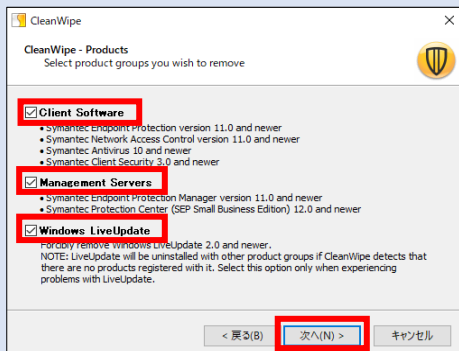 CleanWipe
CleanWipe - Products
Select product groups you wish to remove
Client Software
• Symantec Endpoint Protection version 11.0 and newer
• Symantec Network Access Control version 11.0 and newer
• Symantec Antivirus 10 and newer
• Symantec Client Security 3.0 and newer
Management Servers
• Symantec Endpoint Protection Manager version 11.0 and newer
• Symantec Protection Center (SEP Small Business Edition) 12.0 and newer
Windows LiveUpdate
Forcibly remove Windows LiveUpdate 2.0 and newer.
NOTE: LiveUpdate will be uninstalled with other product groups if CleanWipe detects that
there are no products registered with it. Select this option only when experiencing
problems with LiveUpdate.
< 戻る(B) 次へ(N) > キャンセル